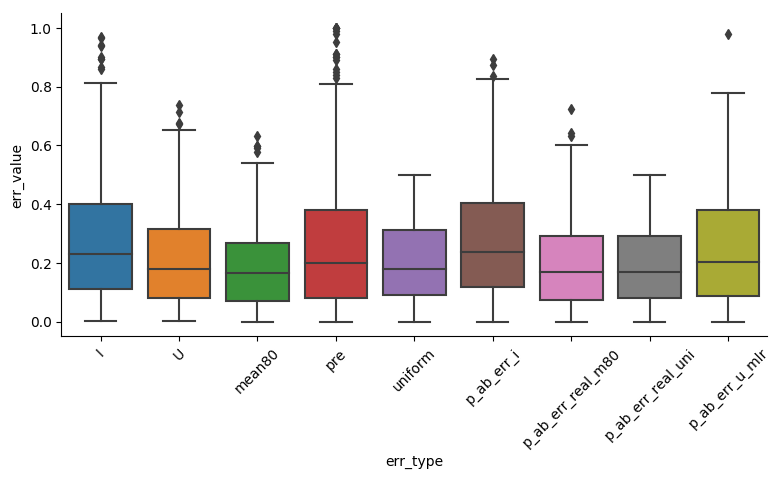 1.0
0.8
0.6
0.4
0.2
0.0
err_value
I
U
mean80
pre
uniform
p_ab_err_i
p_ab_err_real_m80
p_ab_err_real_uni
p_ab_err_u_mlr
err_type